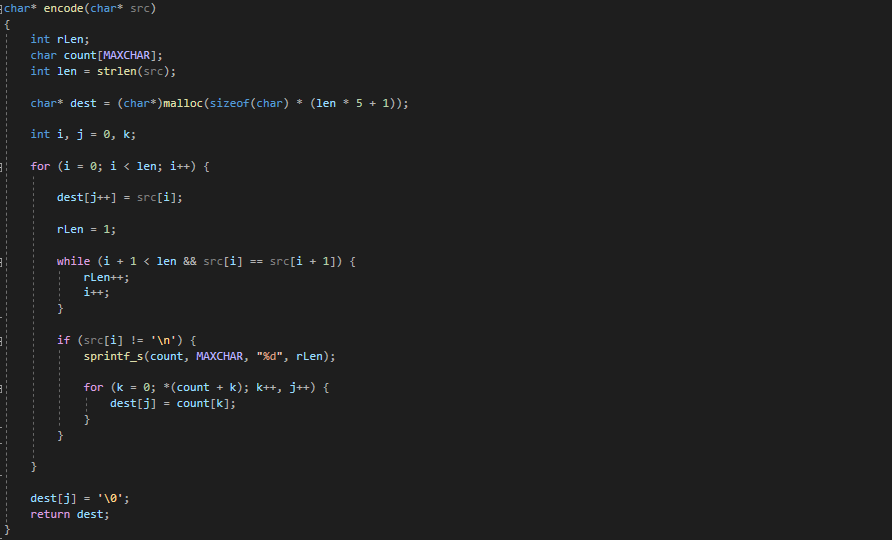 char* encode(char* src)
{
    int rLen;
    char count[MAXCHAR];
    int len = strlen(src);
    char* dest = (char*)malloc(sizeof(char) * (len * 5 + 1));
    int i, j = 0, k;
    for (i = 0; i < len; i++) {
        dest[j++] = src[i];
        rLen = 1;
        while (i + 1 < len && src[i] == src[i + 1]) {
            rLen++;
            i++;
        }
        if (src[i] != '\n') {
            sprintf_s(count, MAXCHAR, "%d", rLen);
            for (k = 0; *(count + k); k++, j++) {
                dest[j] = count[k];
            }
        }
    }
    dest[j] = '\0';
    return dest;
}